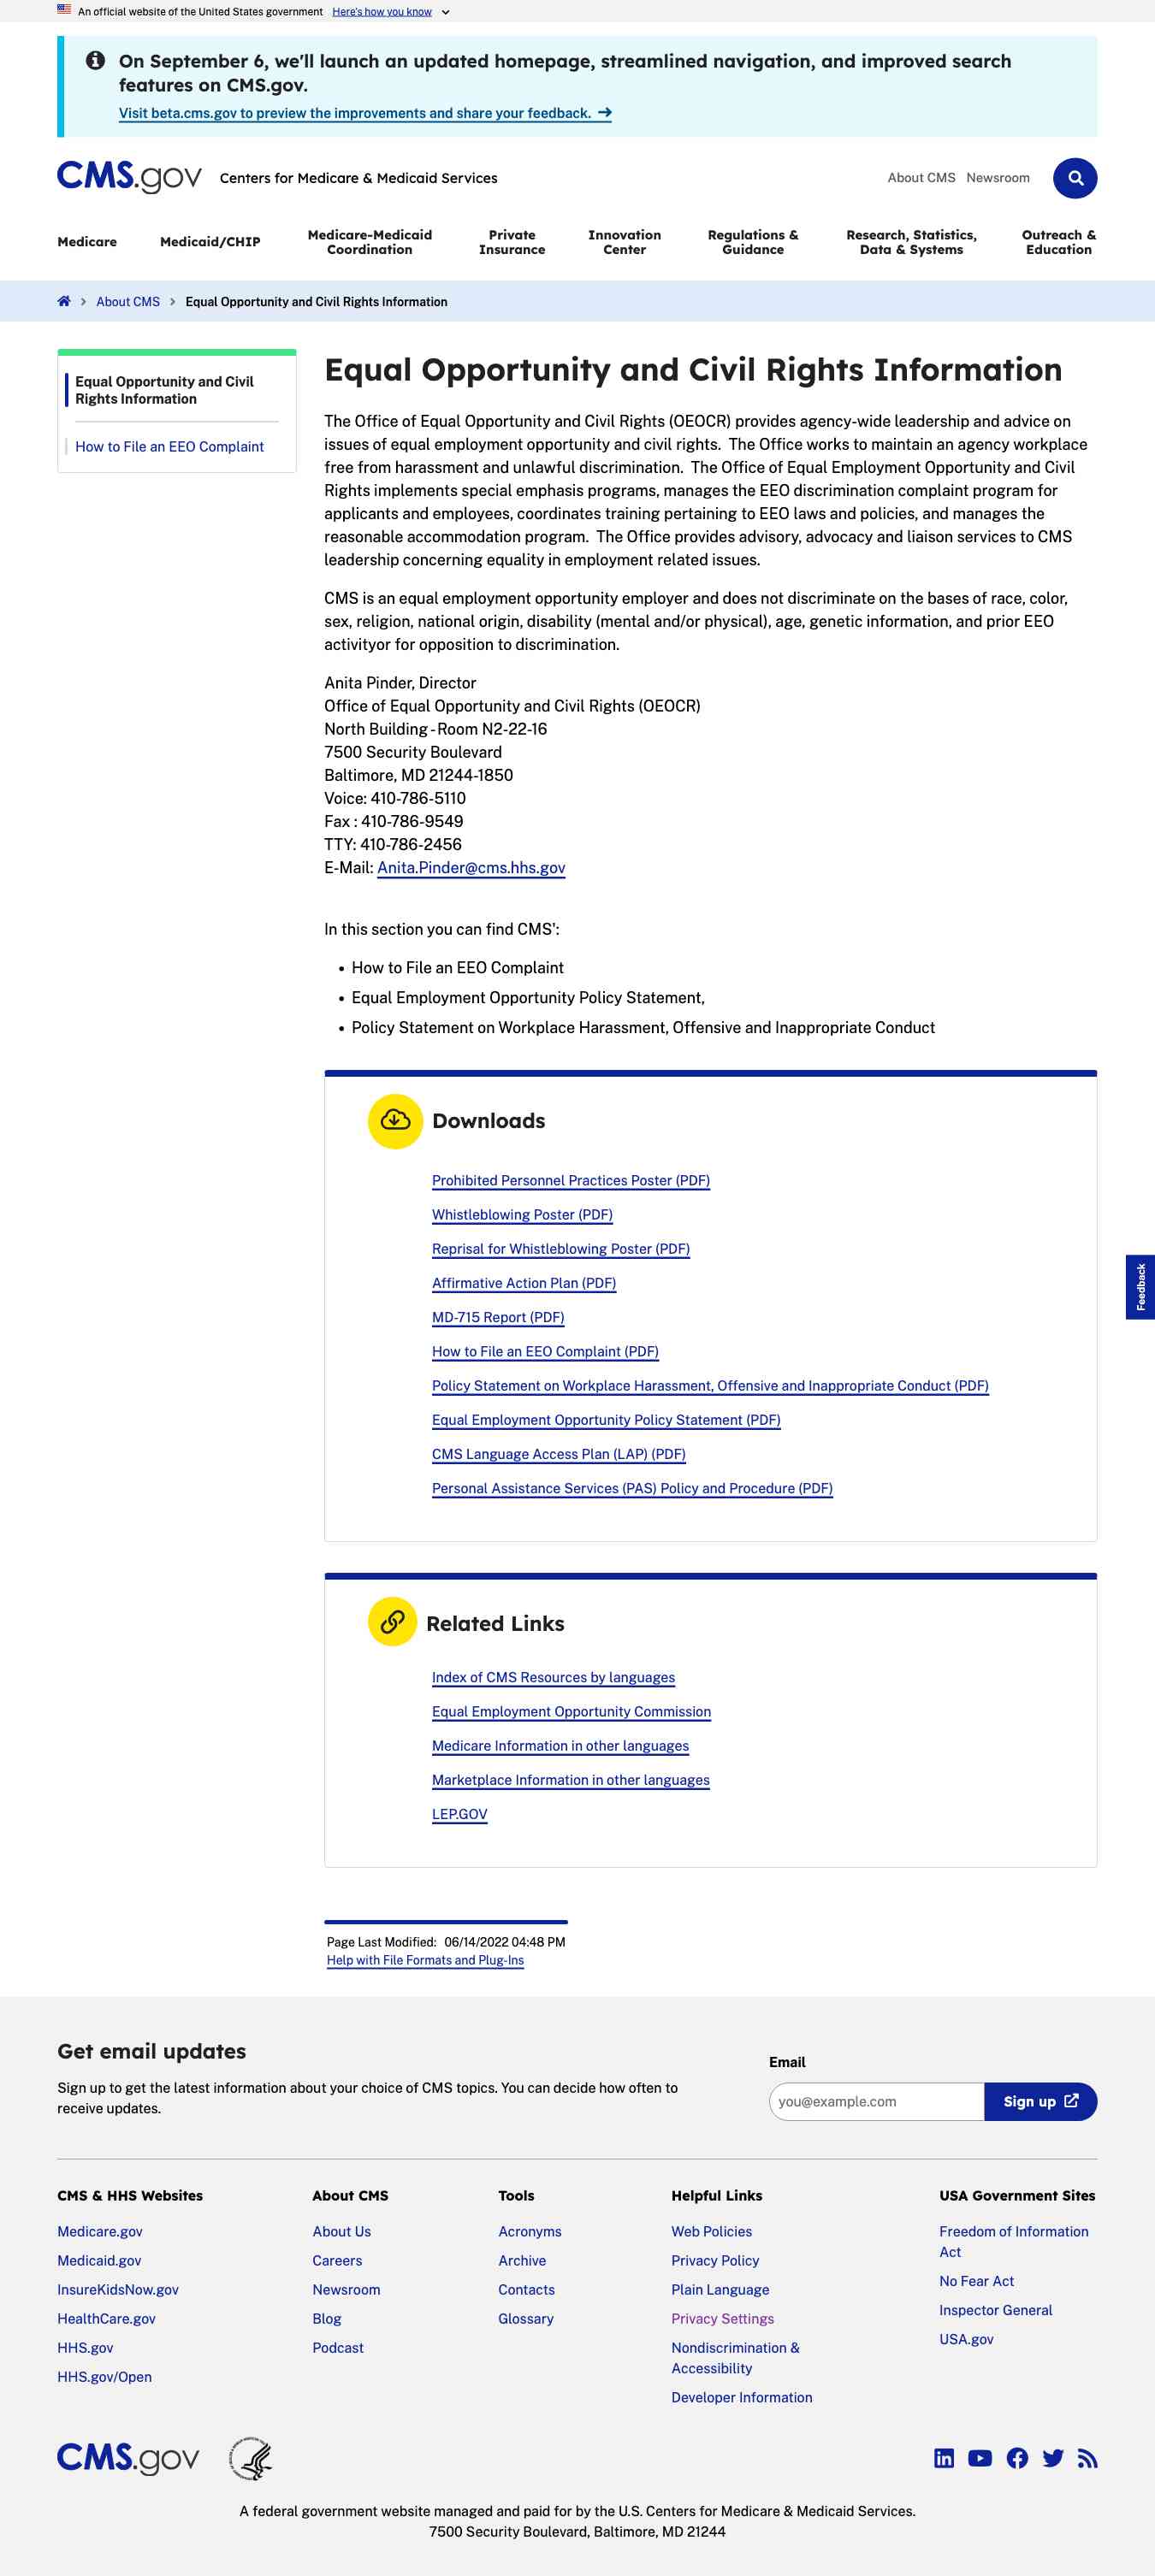 An official website of the United States government Here's how you know
On September 6, we'll launch an updated homepage, streamlined navigation, and improved search
features on CMS.gov.
Visit beta.cms.gov to preview the improvements and share your feedback.
CMS.gov Centers for Medicare & Medicaid Services
About CMS Newsroom
Medicare
Medicaid/CHIP
Medicare-Medicaid
Coordination
Private
Insurance
Innovation
Center
Regulations &
Guidance
Research, Statistics,
Data & Systems
Outreach &
Education
About CMS
Equal Opportunity and Civil Rights Information
Equal Opportunity and Civil
Rights Information
How to File an EEO Complaint
Equal Opportunity and Civil Rights Information
The Office of Equal Opportunity and Civil Rights (OEOCR) provides agency-wide leadership and advice on
issues of equal employment opportunity and civil rights.  The Office works to maintain an agency workplace
free from harassment and unlawful discrimination.  The Office of Equal Employment Opportunity and Civil
Rights implements special emphasis programs, manages the EEO discrimination complaint program for
applicants and employees, coordinates training pertaining to EEO laws and policies, and manages the
reasonable accommodation program.  The Office provides advisory, advocacy and liaison services to CMS
leadership concerning equality in employment related issues.
CMS is an equal employment opportunity employer and does not discriminate on the bases of race, color,
sex, religion, national origin, disability (mental and/or physical), age, genetic information, and prior EEO
activityor for opposition to discrimination.
Anita Pinder, Director
Office of Equal Opportunity and Civil Rights (OEOCR)
North Building - Room N2-22-16
7500 Security Boulevard
Baltimore, MD 21244-1850
Voice: 410-786-5110
Fax : 410-786-9549
TTY: 410-786-2456
E-Mail: Anita.Pinder@cms.hhs.gov
In this section you can find CMS':
• How to File an EEO Complaint
• Equal Employment Opportunity Policy Statement,
• Policy Statement on Workplace Harassment, Offensive and Inappropriate Conduct
Downloads
Prohibited Personnel Practices Poster (PDF)
Whistleblowing Poster (PDF)
Reprisal for Whistleblowing Poster (PDF)
Affirmative Action Plan (PDF)
MD-715 Report (PDF)
How to File an EEO Complaint (PDF)
Policy Statement on Workplace Harassment, Offensive and Inappropriate Conduct (PDF)
Equal Employment Opportunity Policy Statement (PDF)
CMS Language Access Plan (LAP) (PDF)
Personal Assistance Services (PAS) Policy and Procedure (PDF)
Feedback
Related Links
Index of CMS Resources by languages
Equal Employment Opportunity Commission
Medicare Information in other languages
Marketplace Information in other languages
LEP.GOV
Page Last Modified: 06/14/2022 04:48 PM
Help with File Formats and Plug-Ins
Get email updates
Sign up to get the latest information about your choice of CMS topics. You can decide how often to
receive updates.
Email
you@example.com
Sign up
CMS & HHS Websites
Medicare.gov
Medicaid.gov
InsureKidsNow.gov
HealthCare.gov
HHS.gov
HHS.gov/Open
About CMS
About Us
Careers
Newsroom
Blog
Podcast
Tools
Acronyms
Archive
Contacts
Glossary
Helpful Links
Web Policies
Privacy Policy
Plain Language
Privacy Settings
Nondiscrimination &
Accessibility
Developer Information
USA Government Sites
Freedom of Information
Act
No Fear Act
Inspector General
USA.gov
CMS.gov
A federal government website managed and paid for by the U.S. Centers for Medicare & Medicaid Services.
7500 Security Boulevard, Baltimore, MD 21244